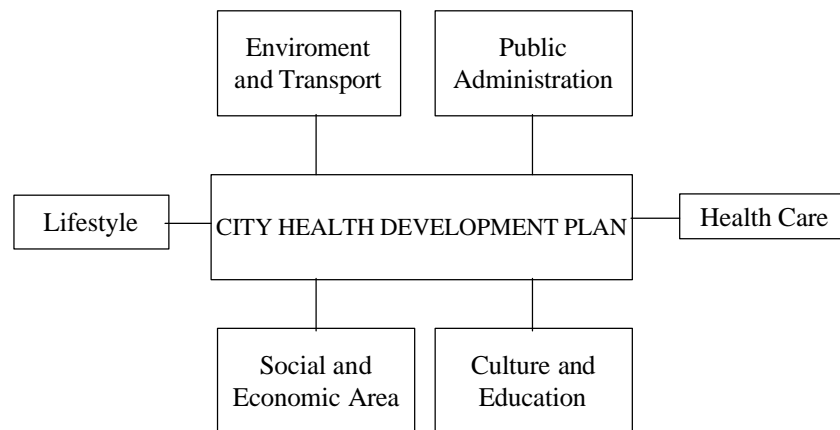 Enviroment
and Transport
Public
Administration
Lifestyle
CITY HEALTH DEVELOPMENT PLAN
Health Care
Social and
Economic Area
Culture and
Education